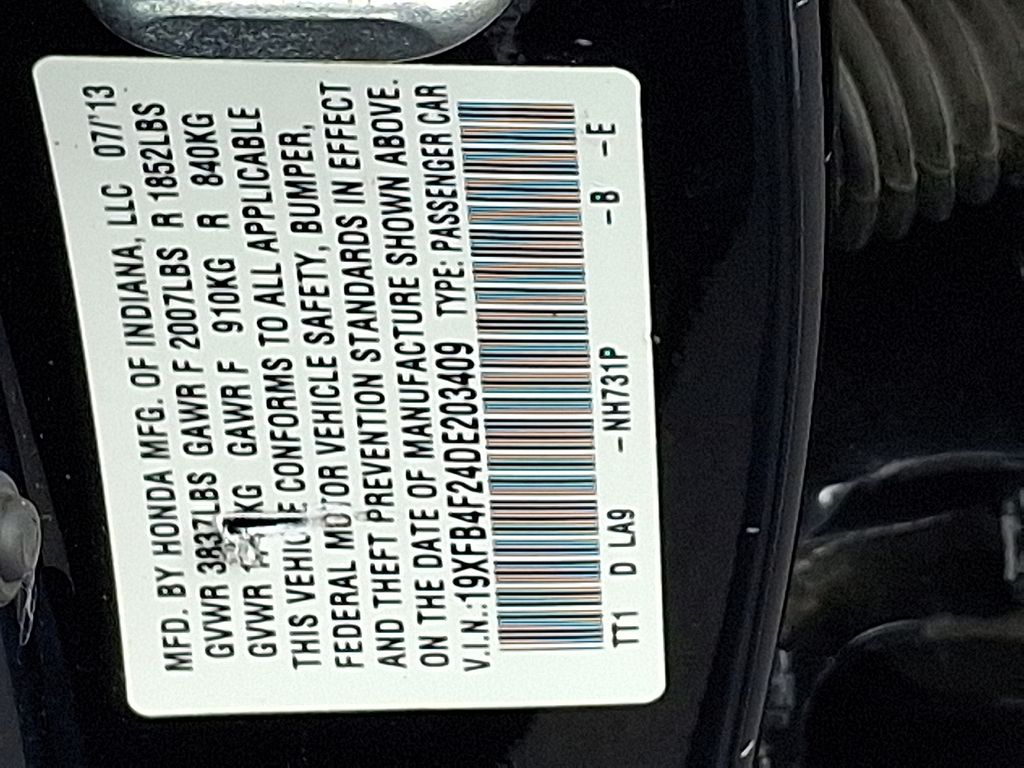 MFD. BY HONDA MFG. OF INDIANA, LLC 07/'13
GVWR 3837LBS GAWR F 2007LBS R 1852LBS
GVWR KG GAWR F 910KG R 840KG
THIS VEHICLE CONFORMS TO ALL APPLICABLE
FEDERAL MOTOR VEHICLE SAFETY, BUMPER,
AND THEFT PREVENTION STANDARDS IN EFFECT
ON THE DATE OF MANUFACTURE SHOWN ABOVE.
V.I.N.:19XFB4F24DE203409 TYPE: PASSENGER CAR
TT1 D LA9 -NH731P -B -E